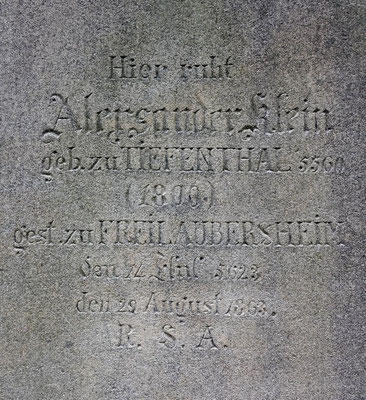 Hier ruht
Alexsander Klein
geb. zu TIEFENTHAL 5560
(1800)
gest. zu FREILAUBERSHEIM
den 14 Elul 5623
den 29 August 1863.
R. S. A.